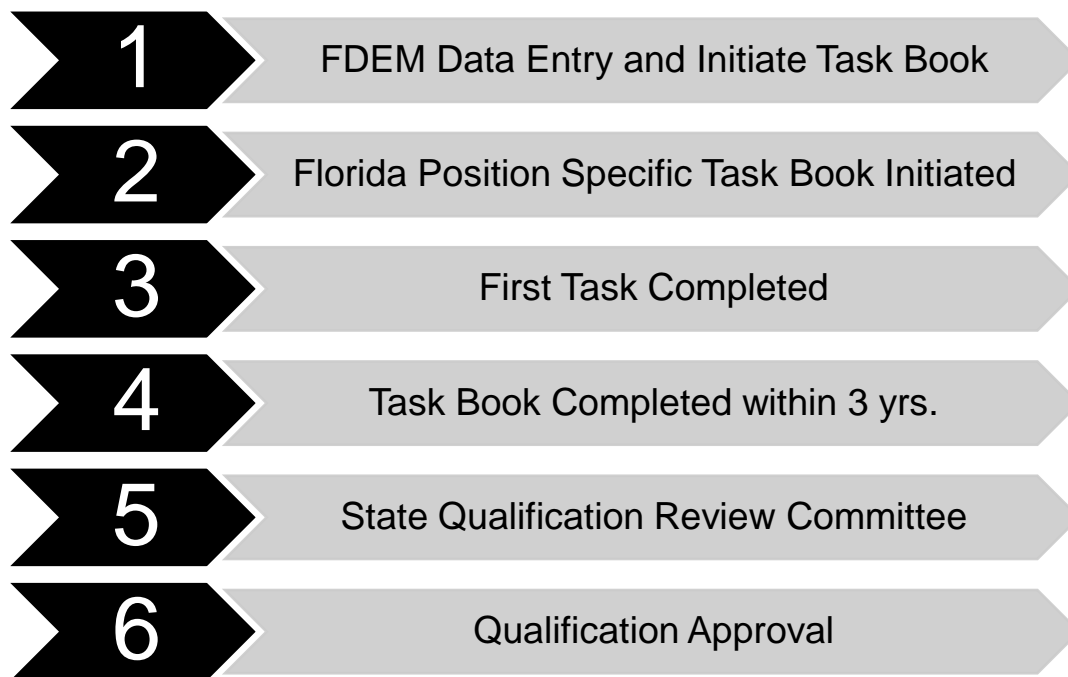 1 FDEM Data Entry and Initiate Task Book
2 Florida Position Specific Task Book Initiated
3 First Task Completed
4 Task Book Completed within 3 yrs.
5 State Qualification Review Committee
6 Qualification Approval